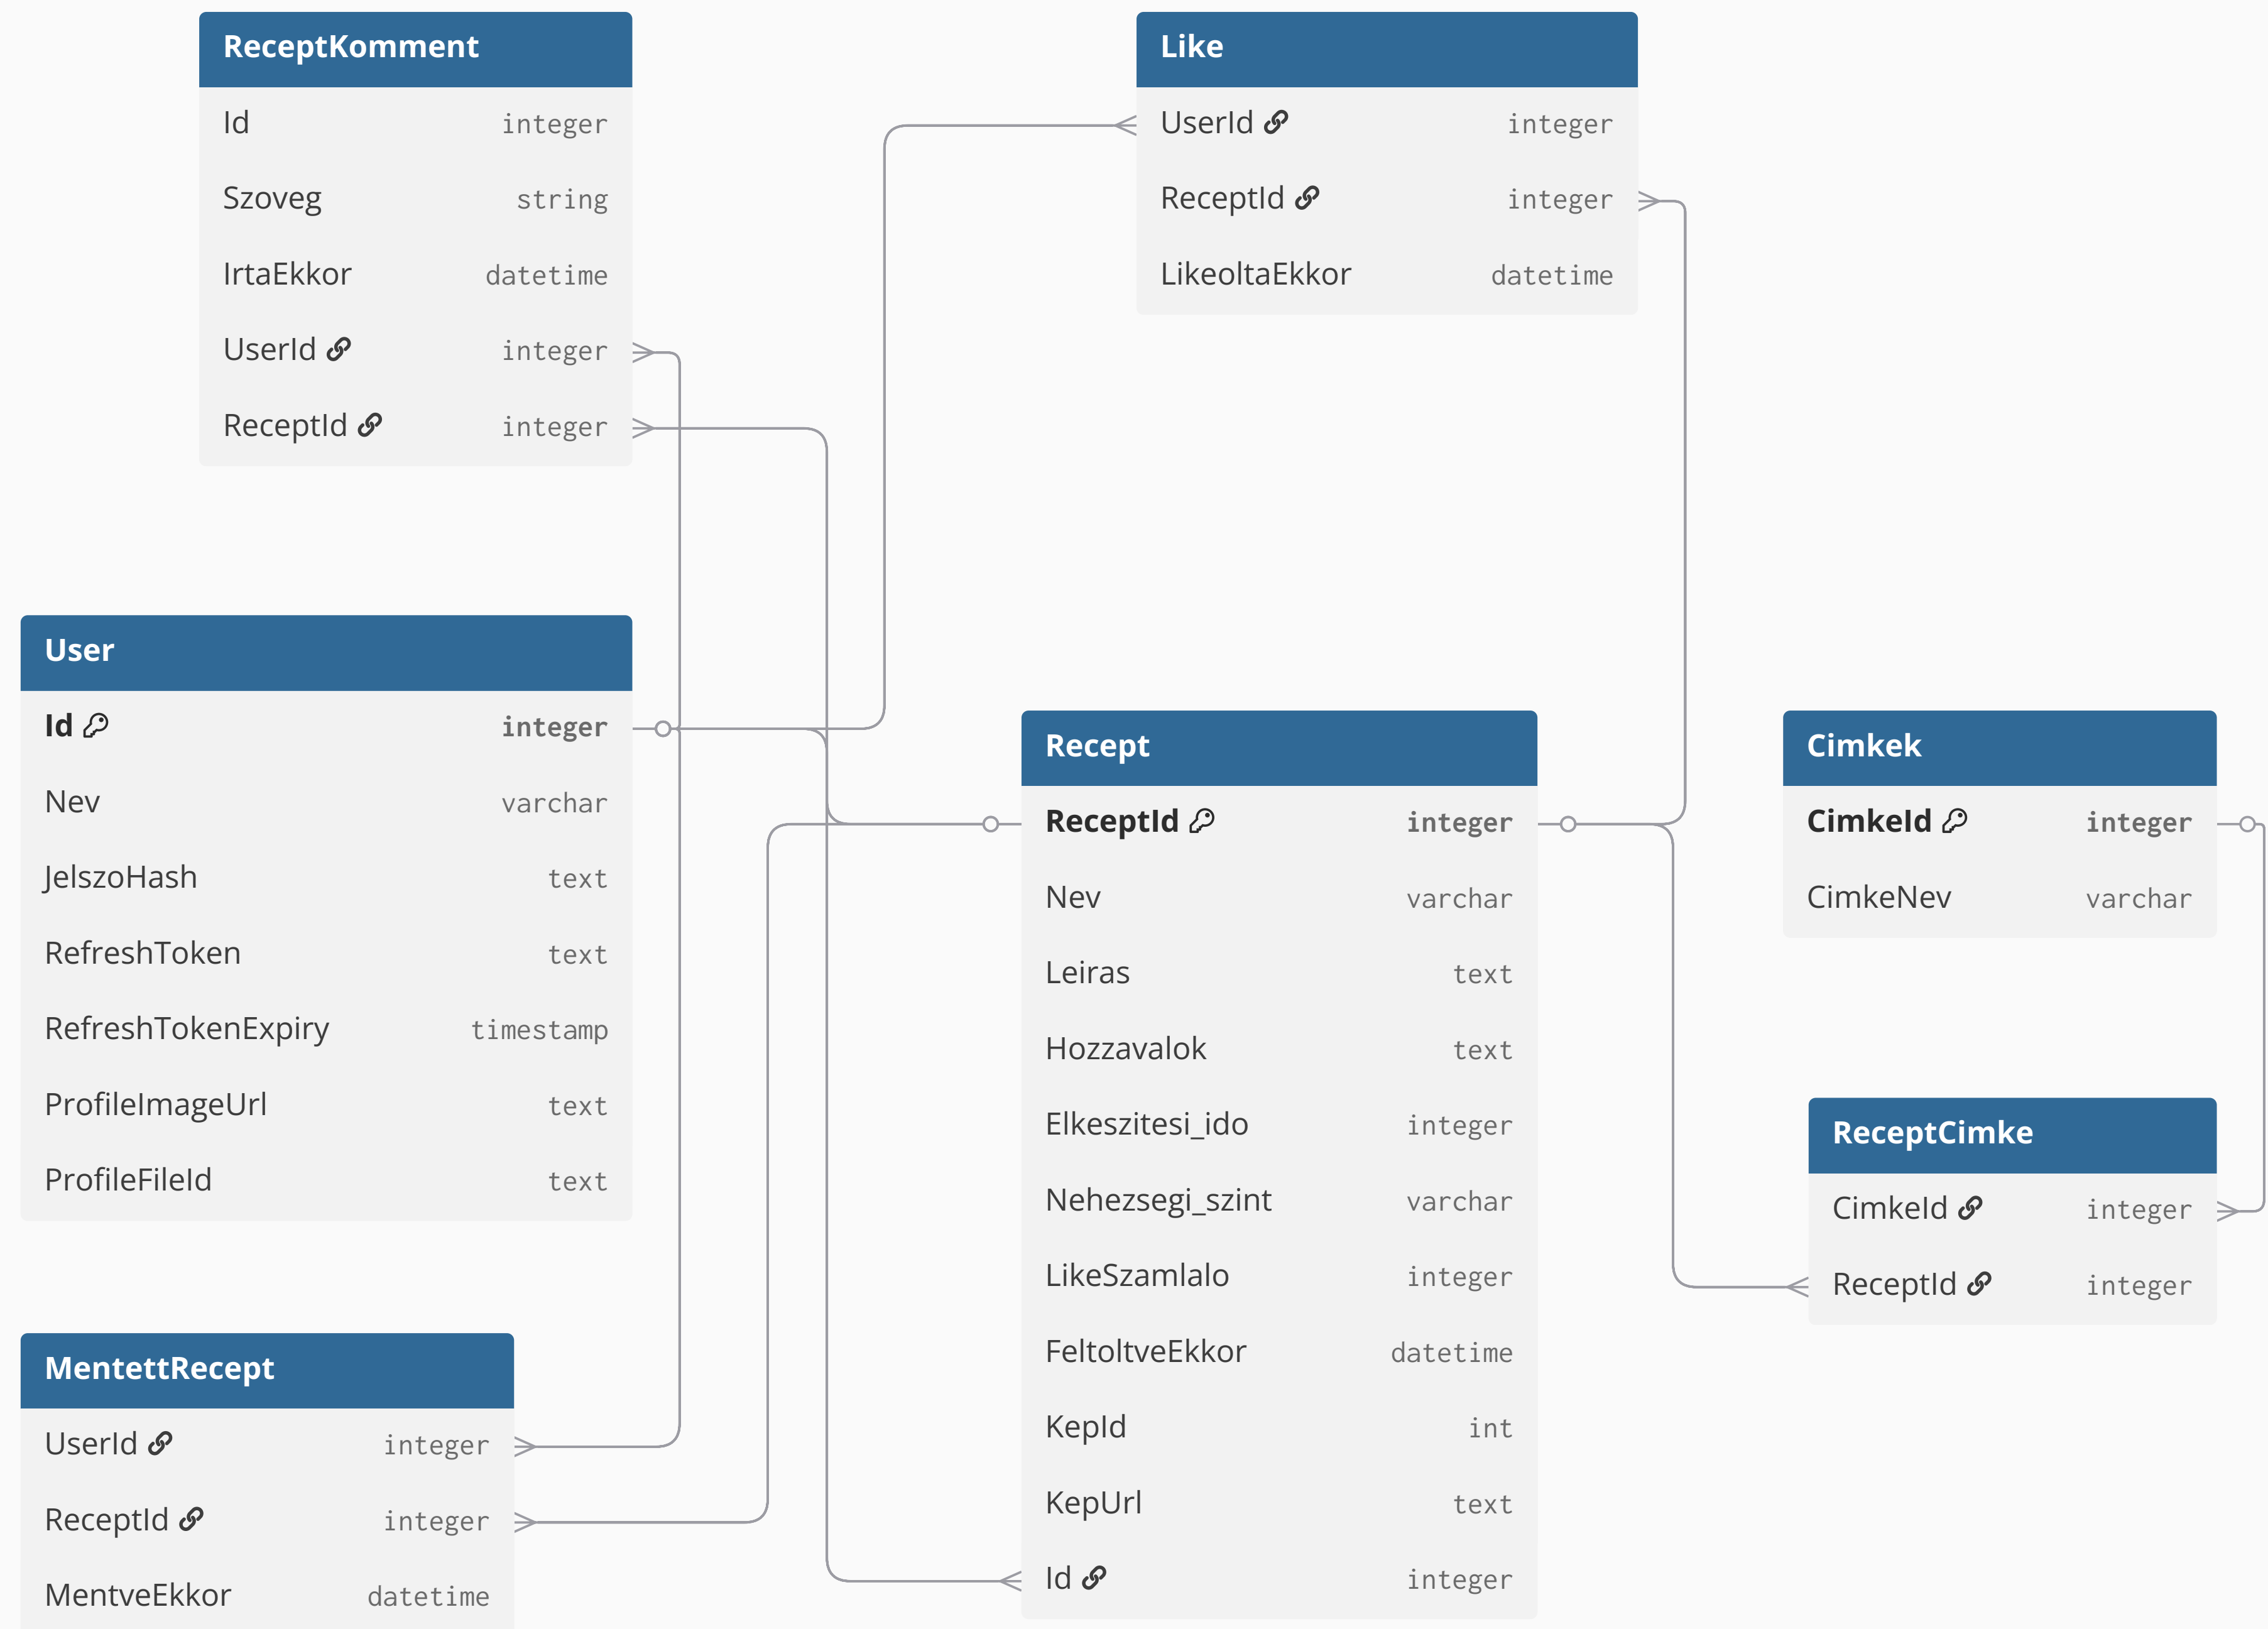 ReceptKomment
Id integer
Szoveg string
IrtaEkkor datetime
UserId integer
ReceptId integer
Like
UserId integer
ReceptId integer
LikeoltaEkkor datetime
User
Id integer
Nev varchar
JelszoHash text
RefreshToken text
RefreshTokenExpiry timestamp
ProfileImageUrl text
ProfileFileId text
Recept
ReceptId integer
Nev varchar
Leiras text
Hozzavalok text
Elkeszitesi_ido integer
Nehezsegi_szint varchar
LikeSzamlalo integer
FeltoltveEkkor datetime
KepId int
KepUrl text
Id integer
Cimkek
CimkeId integer
CimkeNev varchar
ReceptCimke
CimkeId integer
ReceptId integer
MentettRecept
UserId integer
ReceptId integer
MentveEkkor datetime